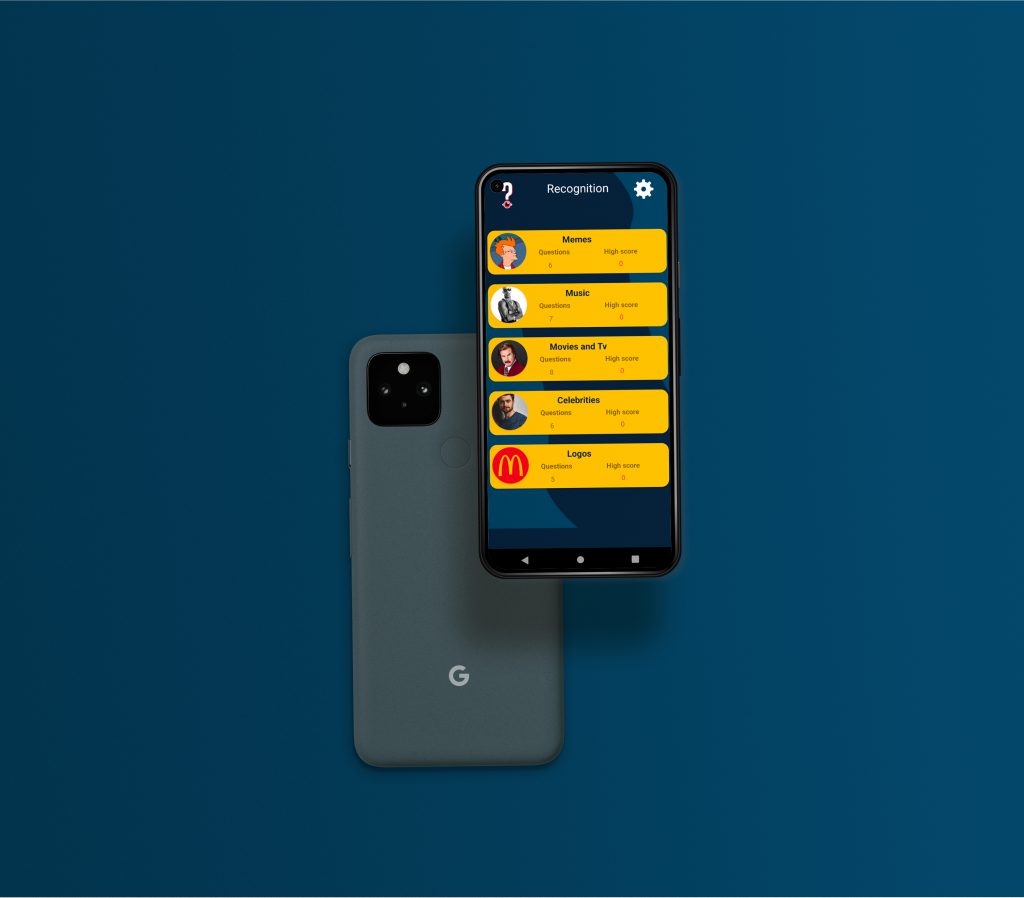 Recognition
Memes
Questions High score
6 0
Music
Questions High score
7 0
Movies and Tv
Questions High score
8 0
Celebrities
Questions High score
6 0
Logos
Questions High score
5 0
G